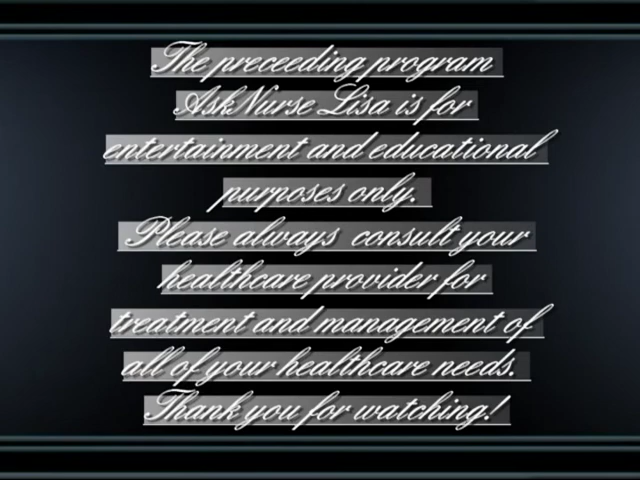 The preceeding program
AskNurse Lisa is for
entertainment and educational
purposes only.
Please always consult your
healthcare provider for
treatment and management of
all of your healthcare needs.
Thank you for watching!